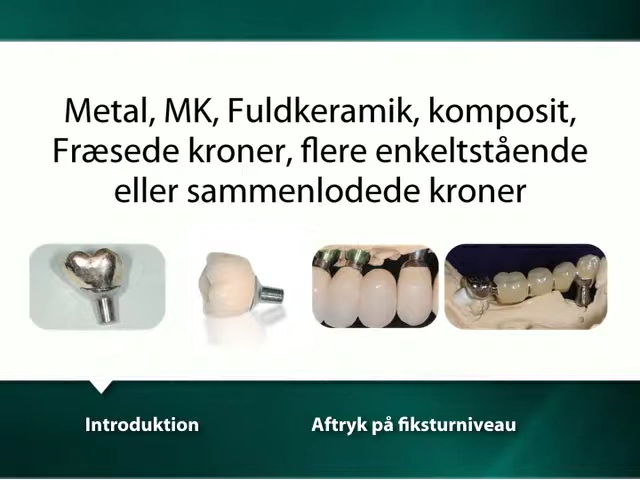 Metal, MK, Fuldkeramik, komposit,
Fræsede kroner, flere enkeltstående
eller sammenlodede kroner
Introduktion
Aftryk på fiksturniveau